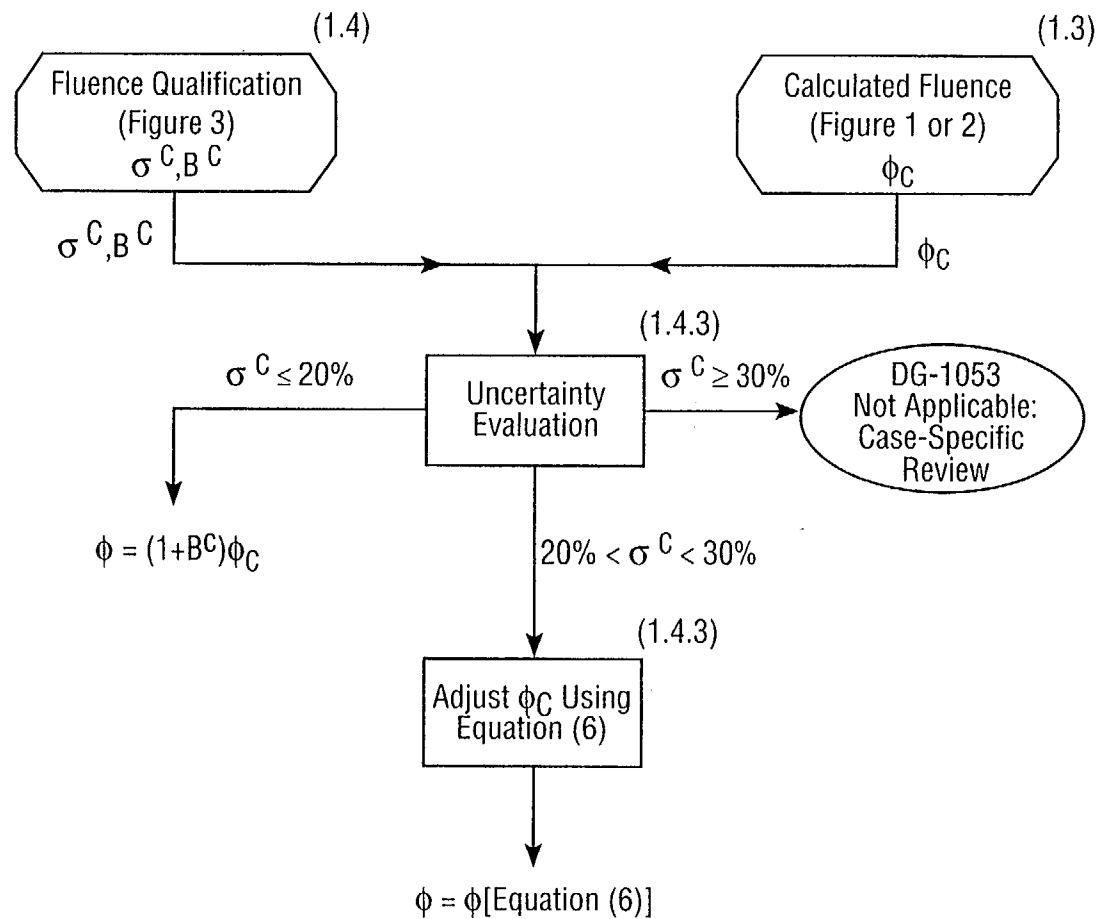 (1.4)
Fluence Qualification
(Figure 3)
σ C,B C
(1.3)
Calculated Fluence
(Figure 1 or 2)
ϕC
σ C,B C
ϕC
(1.4.3)
σ C ≤ 20%
Uncertainty
Evaluation
σ C ≥ 30%
DG-1053
Not Applicable:
Case-Specific
Review
ϕ = (1+BC)ϕC
20% < σ C < 30%
(1.4.3)
Adjust ϕC Using
Equation (6)
ϕ = ϕ[Equation (6)]